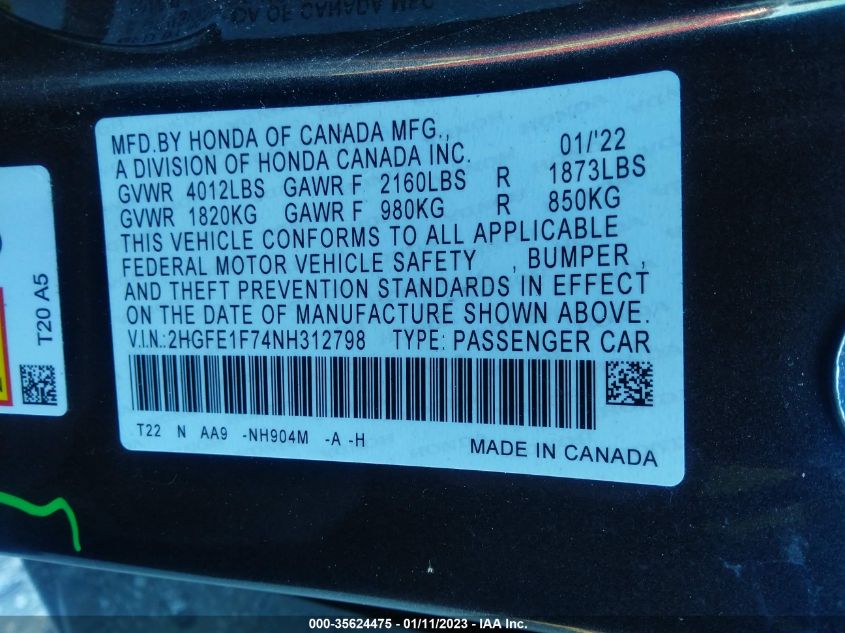 MFD.BY HONDA OF CANADA MFG., 01/'22
A DIVISION OF HONDA CANADA INC.
GVWR 4012LBS GAWR F 2160LBS R 1873LBS
GVWR 1820KG GAWR F 980KG R 850KG
THIS VEHICLE CONFORMS TO ALL APPLICABLE
FEDERAL MOTOR VEHICLE SAFETY , BUMPER ,
AND THEFT PREVENTION STANDARDS IN EFFECT
ON THE DATE OF MANUFACTURE SHOWN ABOVE.
V.I.N.:2HGFE1F74NH312798 TYPE: PASSENGER CAR
T22 N AA9 -NH904M -A -H
MADE IN CANADA
T20 A5
000-35624475 - 01/11/2023 - IAA Inc.